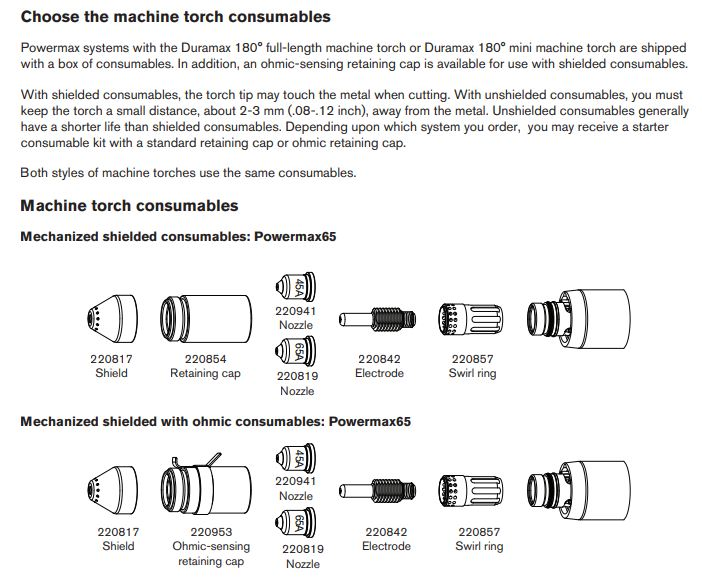 Choose the machine torch consumables
Powermax systems with the Duramax 180° full-length machine torch or Duramax 180° mini machine torch are shipped
with a box of consumables. In addition, an ohmic-sensing retaining cap is available for use with shielded consumables.
With shielded consumables, the torch tip may touch the metal when cutting. With unshielded consumables, you must
keep the torch a small distance, about 2-3 mm (.08-.12 inch), away from the metal. Unshielded consumables generally
have a shorter life than shielded consumables. Depending upon which system you order, you may receive a starter
consumable kit with a standard retaining cap or ohmic retaining cap.
Both styles of machine torches use the same consumables.
Machine torch consumables
Mechanized shielded consumables: Powermax65
45A
220941
Nozzle
65A
220817
Shield
220854
Retaining cap
220819
Nozzle
220842
Electrode
220857
Swirl ring
Mechanized shielded with ohmic consumables: Powermax65
45A
220941
Nozzle
65A
220817
Shield
220953
Ohmic-sensing
retaining cap
220819
Nozzle
220842
Electrode
220857
Swirl ring